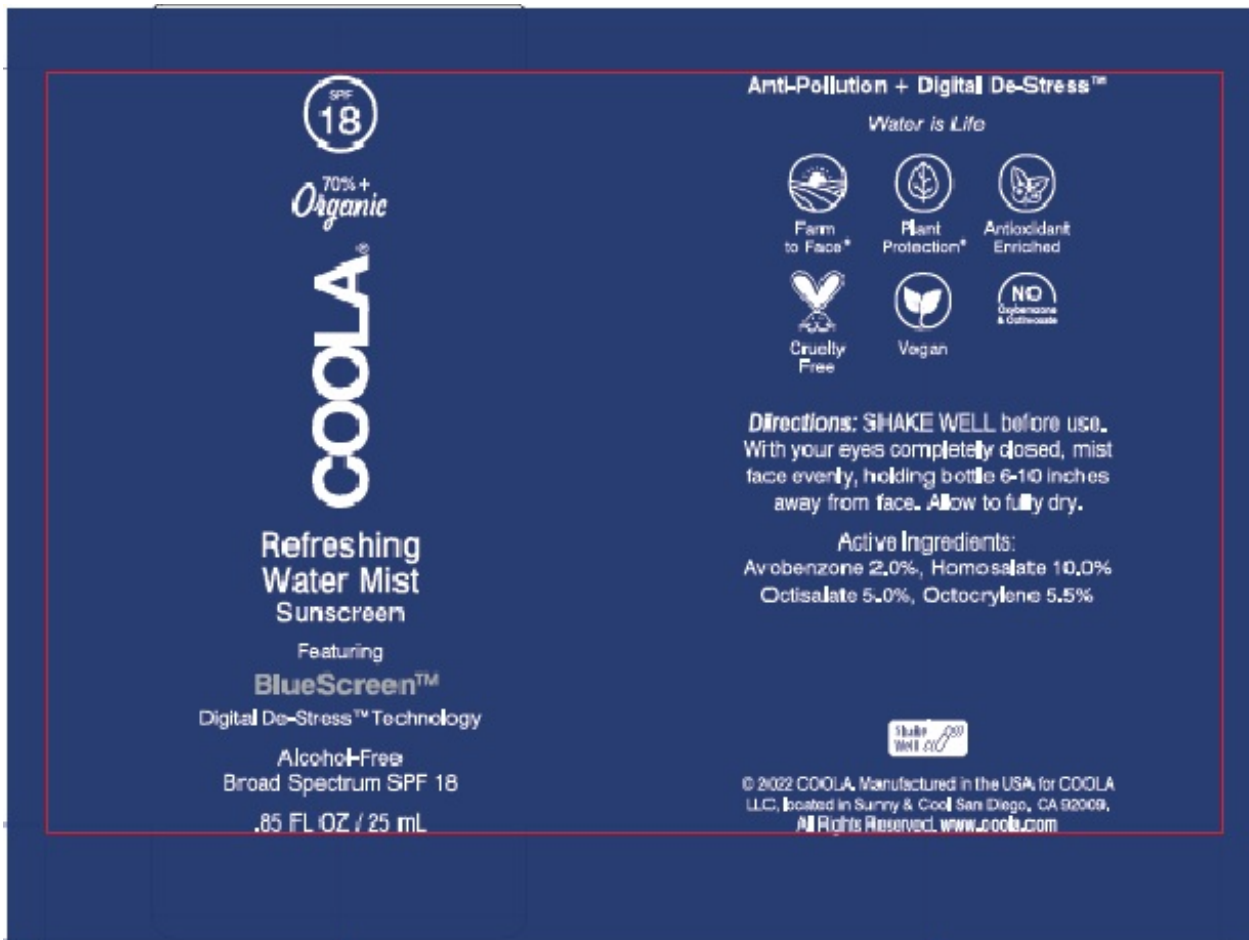 SPF
18
70%+
Organic
COOLA®
Refreshing
Water Mist
Sunscreen
Featuring
BlueScreen™
Digital De-Stress™ Technology
Alcohol-Free
Broad Spectrum SPF 18
.85 FL OZ / 25 mL
Anti-Pollution + Digital De-Stress™
Water is Life
Farm
to Face*
Plant
Protection*
Antioxidant
Enriched
Cruelty
Free
Vegan
NO
Oxybenzone
& Octinoxate
Directions: SHAKE WELL before use.
With your eyes completely closed, mist
face evenly, holding bottle 6-10 inches
away from face. Allow to fully dry.
Active Ingredients:
Avobenzone 2.0%, Homosalate 10.0%
Octisalate 5.0%, Octocrylene 5.5%
Shake
Well
© 2022 COOLA. Manufactured in the USA for COOLA
LLC, located in Sunny & Cool San Diego, CA 92009.
All Rights Reserved. www.coola.com